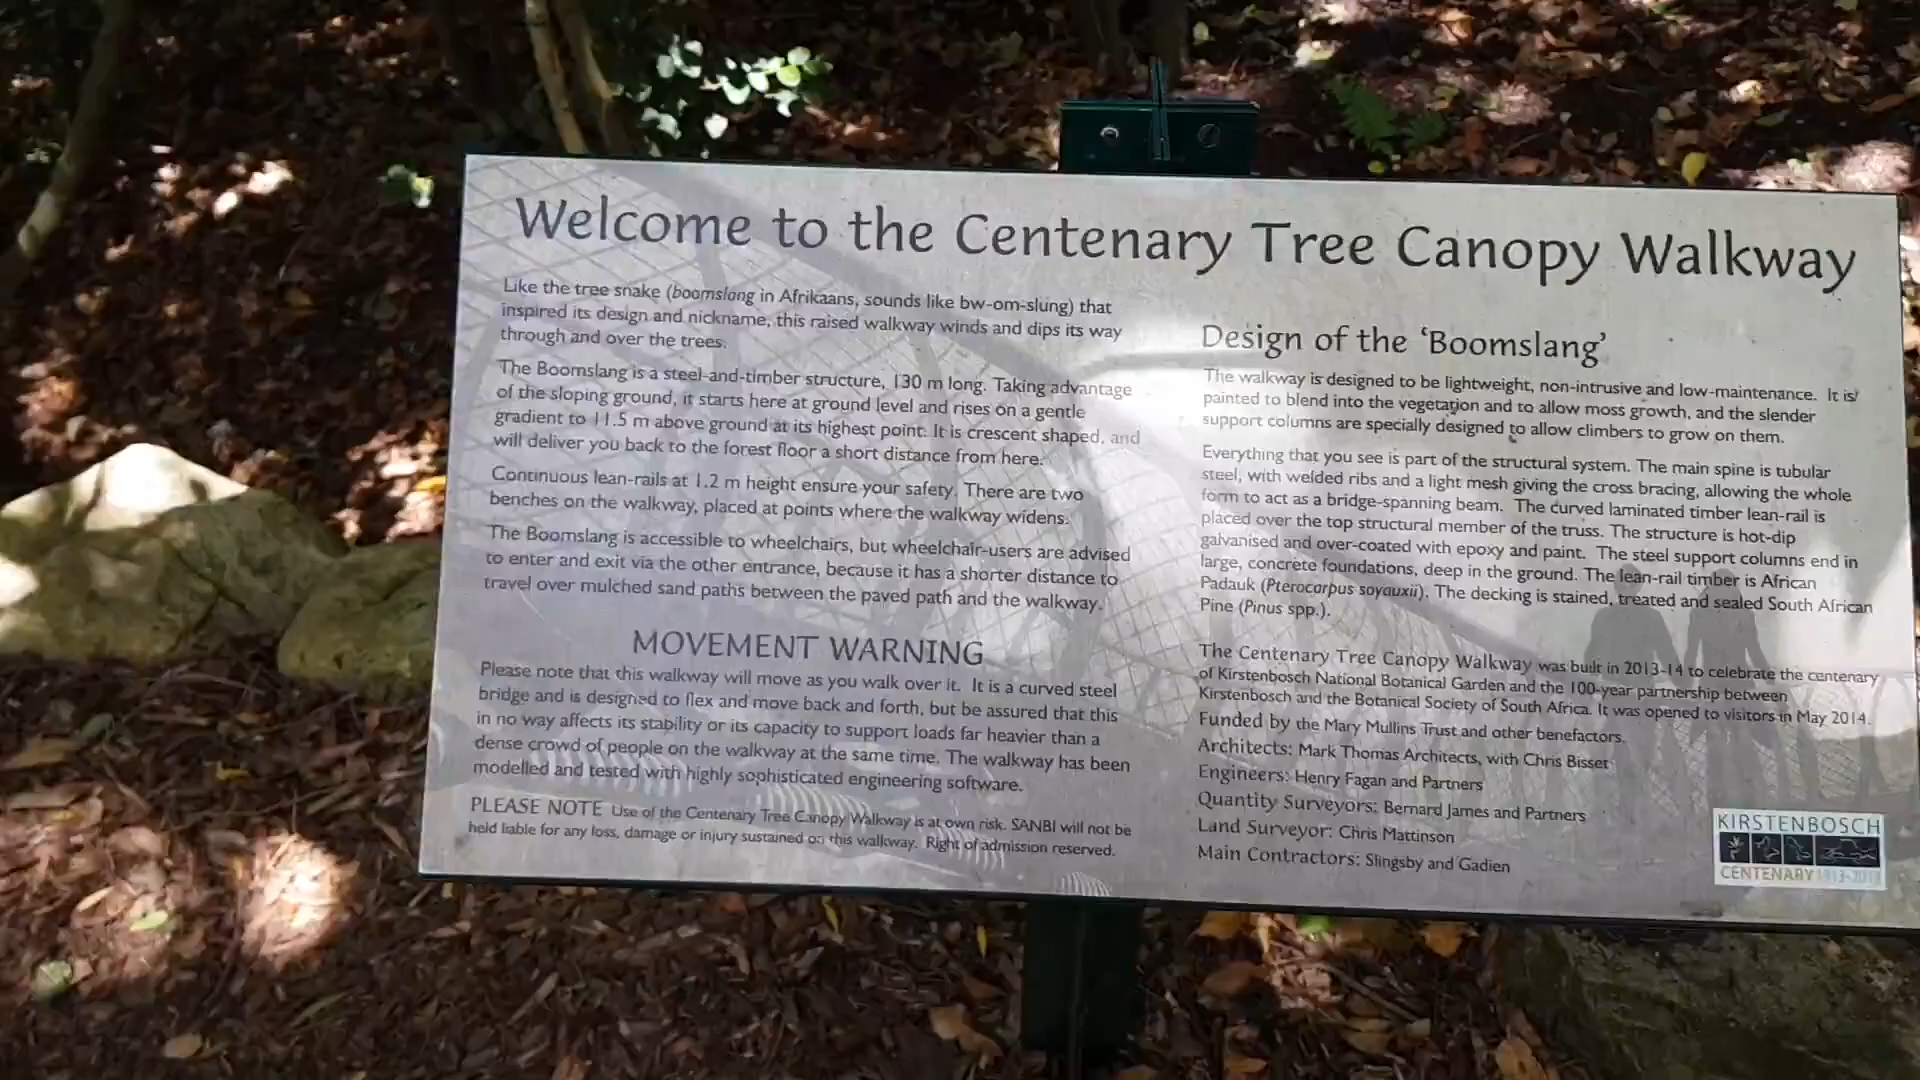 Welcome to the Centenary Tree Canopy Walkway
Like the tree snake (boomslang in Afrikaans, sounds like bw-om-slung) that
inspired its design and nickname, this raised walkway winds and dips its way
through and over the trees.
The Boomslang is a steel-and-timber structure, 130 m long. Taking advantage
of the sloping ground, it starts here at ground level and rises on a gentle
gradient to 11.5 m above ground at its highest point. It is crescent shaped, and
will deliver you back to the forest floor a short distance from here.
Continuous lean-rails at 1.2 m height ensure your safety. There are two
benches on the walkway, placed at points where the walkway widens.
The Boomslang is accessible to wheelchairs, but wheelchair-users are advised
to enter and exit via the other entrance, because it has a shorter distance to
travel over mulched sand paths between the paved path and the walkway.
MOVEMENT WARNING
Please note that this walkway will move as you walk over it. It is a curved steel
bridge and is designed to flex and move back and forth, but be assured that this
in no way affects its stability or its capacity to support loads far heavier than a
dense crowd of people on the walkway at the same time. The walkway has been
modelled and tested with highly sophisticated engineering software.
PLEASE NOTE Use of the Centenary Tree Canopy Walkway is at own risk. SANBI will not be
held liable for any loss, damage or injury sustained on this walkway. Right of admission reserved.
Design of the ‘Boomslang’
The walkway is designed to be lightweight, non-intrusive and low-maintenance. It is
painted to blend into the vegetation and to allow moss growth, and the slender
support columns are specially designed to allow climbers to grow on them.
Everything that you see is part of the structural system. The main spine is tubular
steel, with welded ribs and a light mesh giving the cross bracing, allowing the whole
form to act as a bridge-spanning beam. The curved laminated timber lean-rail is
placed over the top structural member of the truss. The structure is hot-dip
galvanised and over-coated with epoxy and paint. The steel support columns end in
large, concrete foundations, deep in the ground. The lean-rail timber is African
Padauk (Pterocarpus soyauxii). The decking is stained, treated and sealed South African
Pine (Pinus spp.).
The Centenary Tree Canopy Walkway was built in 2013-14 to celebrate the centenary
of Kirstenbosch National Botanical Garden and the 100-year partnership between
Kirstenbosch and the Botanical Society of South Africa. It was opened to visitors in May 2014.
Funded by the Mary Mullins Trust and other benefactors.
Architects: Mark Thomas Architects, with Chris Bisset
Engineers: Henry Fagan and Partners
Quantity Surveyors: Bernard James and Partners
Land Surveyor: Chris Mattinson
Main Contractors: Slingsby and Gadien
KIRSTENBOSCH
CENTENARY 1913-2013